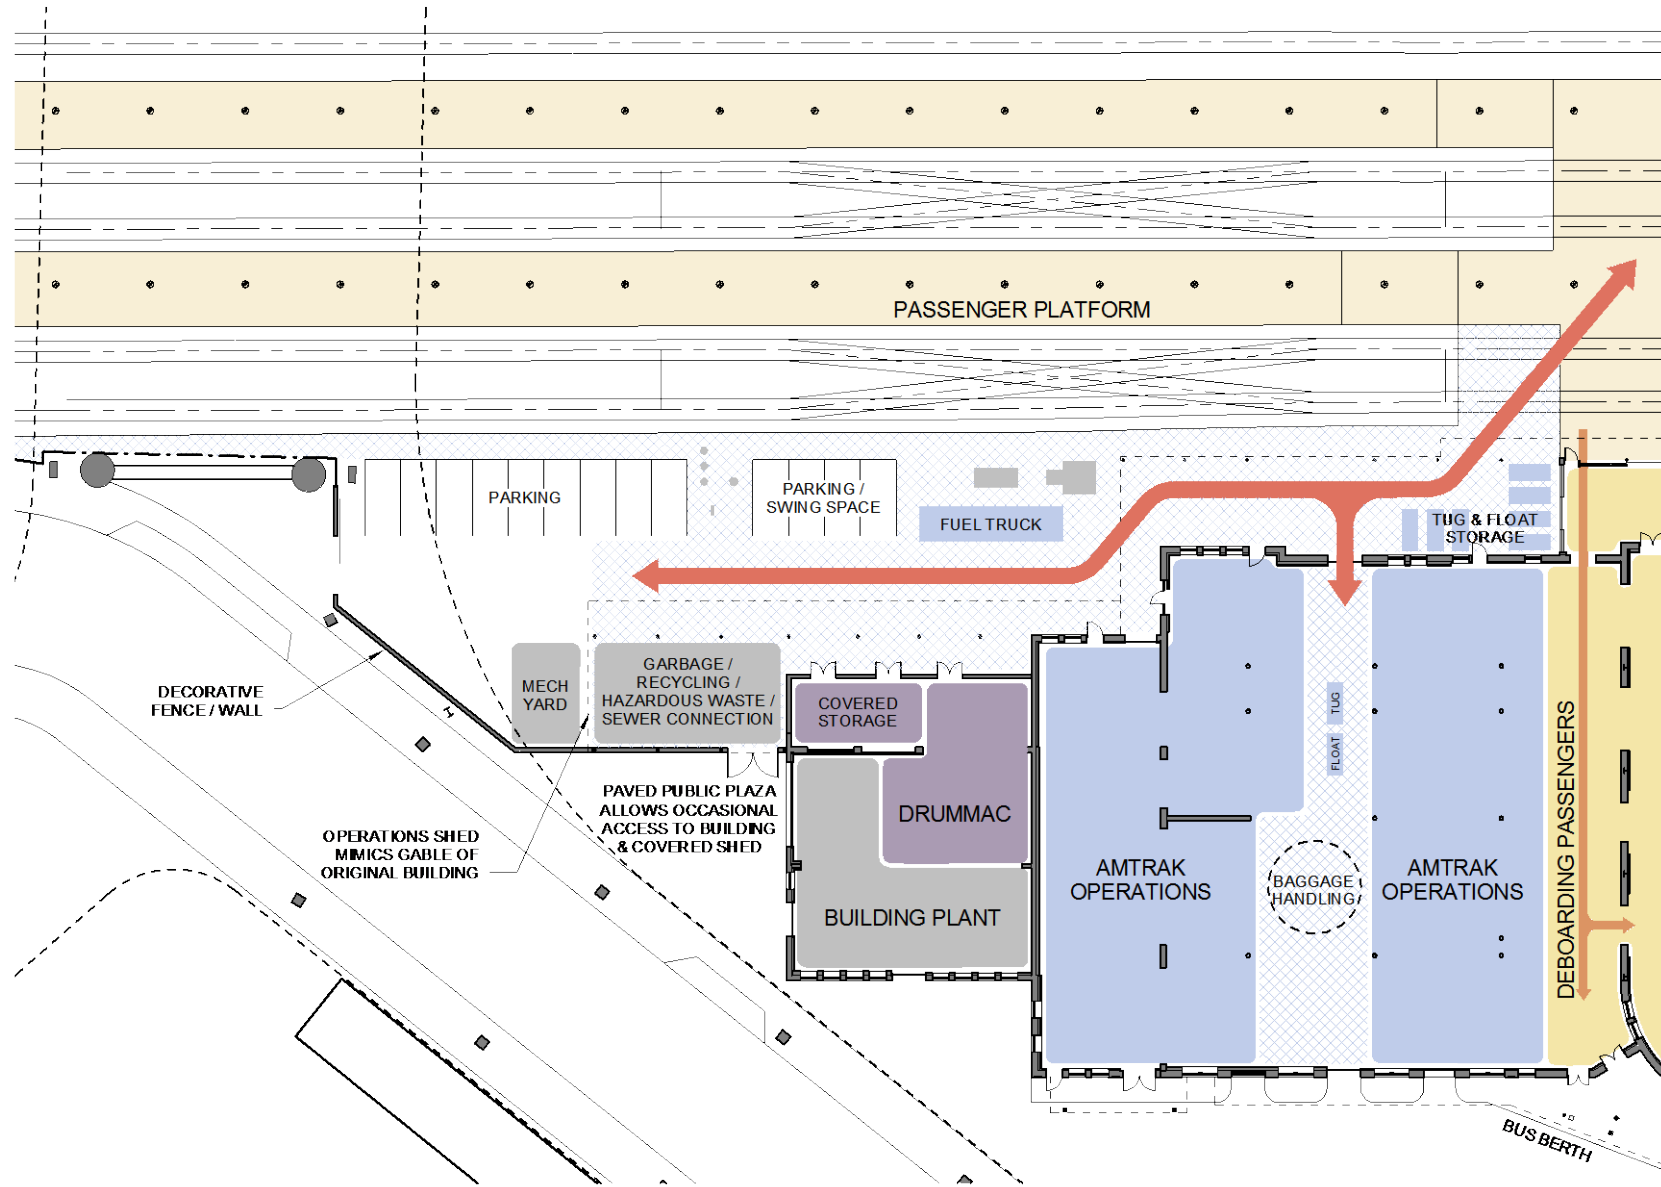 PASSENGER PLATFORM
PARKING
PARKING /
SWING SPACE
FUEL TRUCK
TUG & FLOAT
STORAGE
DECORATIVE
FENCE / WALL
MECH
YARD
GARBAGE /
RECYCLING /
HAZARDOUS WASTE /
SEWER CONNECTION
COVERED
STORAGE
TUG
FLOAT
PAVED PUBLIC PLAZA
ALLOWS OCCASIONAL
ACCESS TO BUILDING
& COVERED SHED
OPERATIONS SHED
MIMICS GABLE OF
ORIGINAL BUILDING
DRUMMAC
BUILDING PLANT
AMTRAK
OPERATIONS
BAGGAGE
HANDLING
AMTRAK
OPERATIONS
DEBOARDING PASSENGERS
BUS BERTH